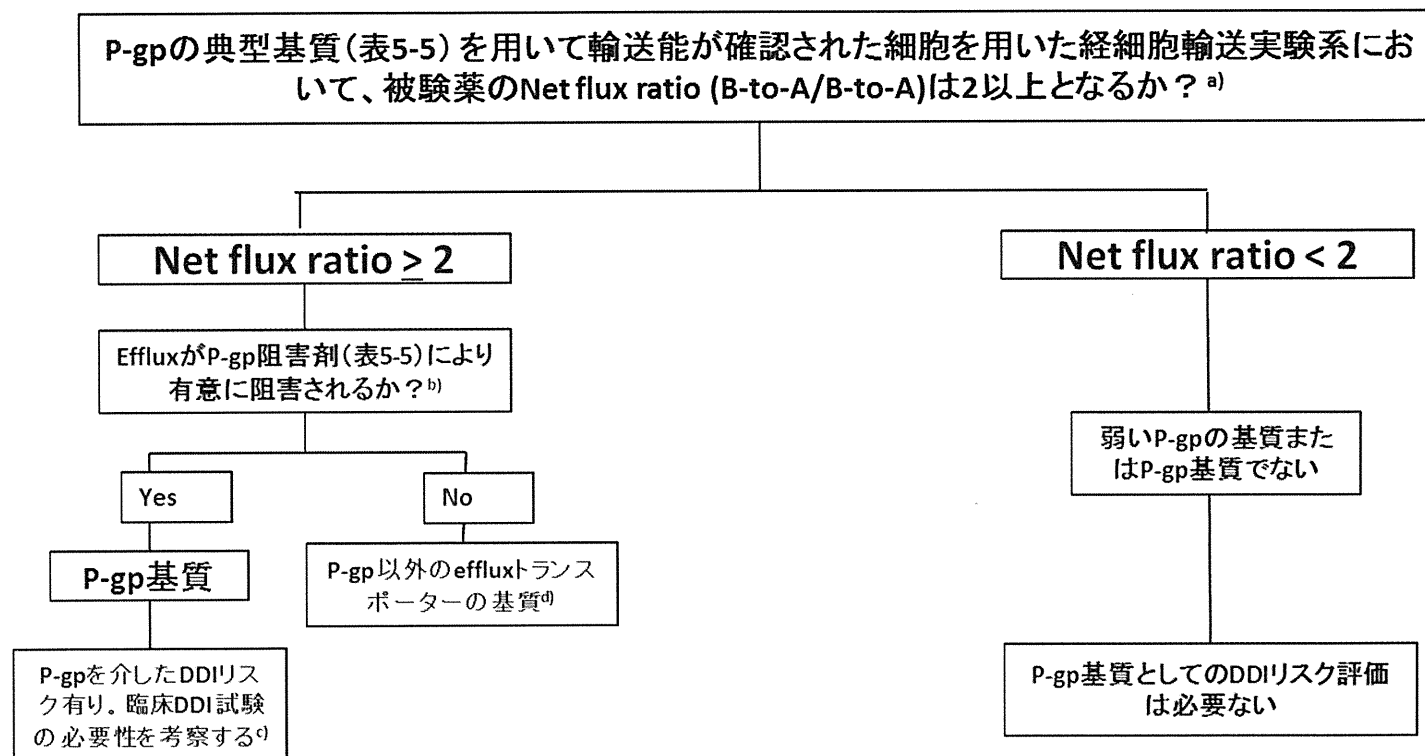 P-gpの典型基質(表5-5)を用いて輸送能が確認された細胞を用いた経細胞輸送実験系にお
いて、被験薬のNet flux ratio (B-to-A/B-to-A)は2以上となるか？a)
Net flux ratio ≥ 2
Net flux ratio < 2
EffluxがP-gp阻害剤(表5-5)により
有意に阻害されるか？b)
弱いP-gpの基質また
はP-gp基質でない
Yes
No
P-gp基質
P-gp以外のeffluxトランス
ポーターの基質d)
P-gpを介したDDIリス
ク有り。臨床DDI試験
の必要性を考察するc)
P-gp基質としてのDDIリスク評価
は必要ない